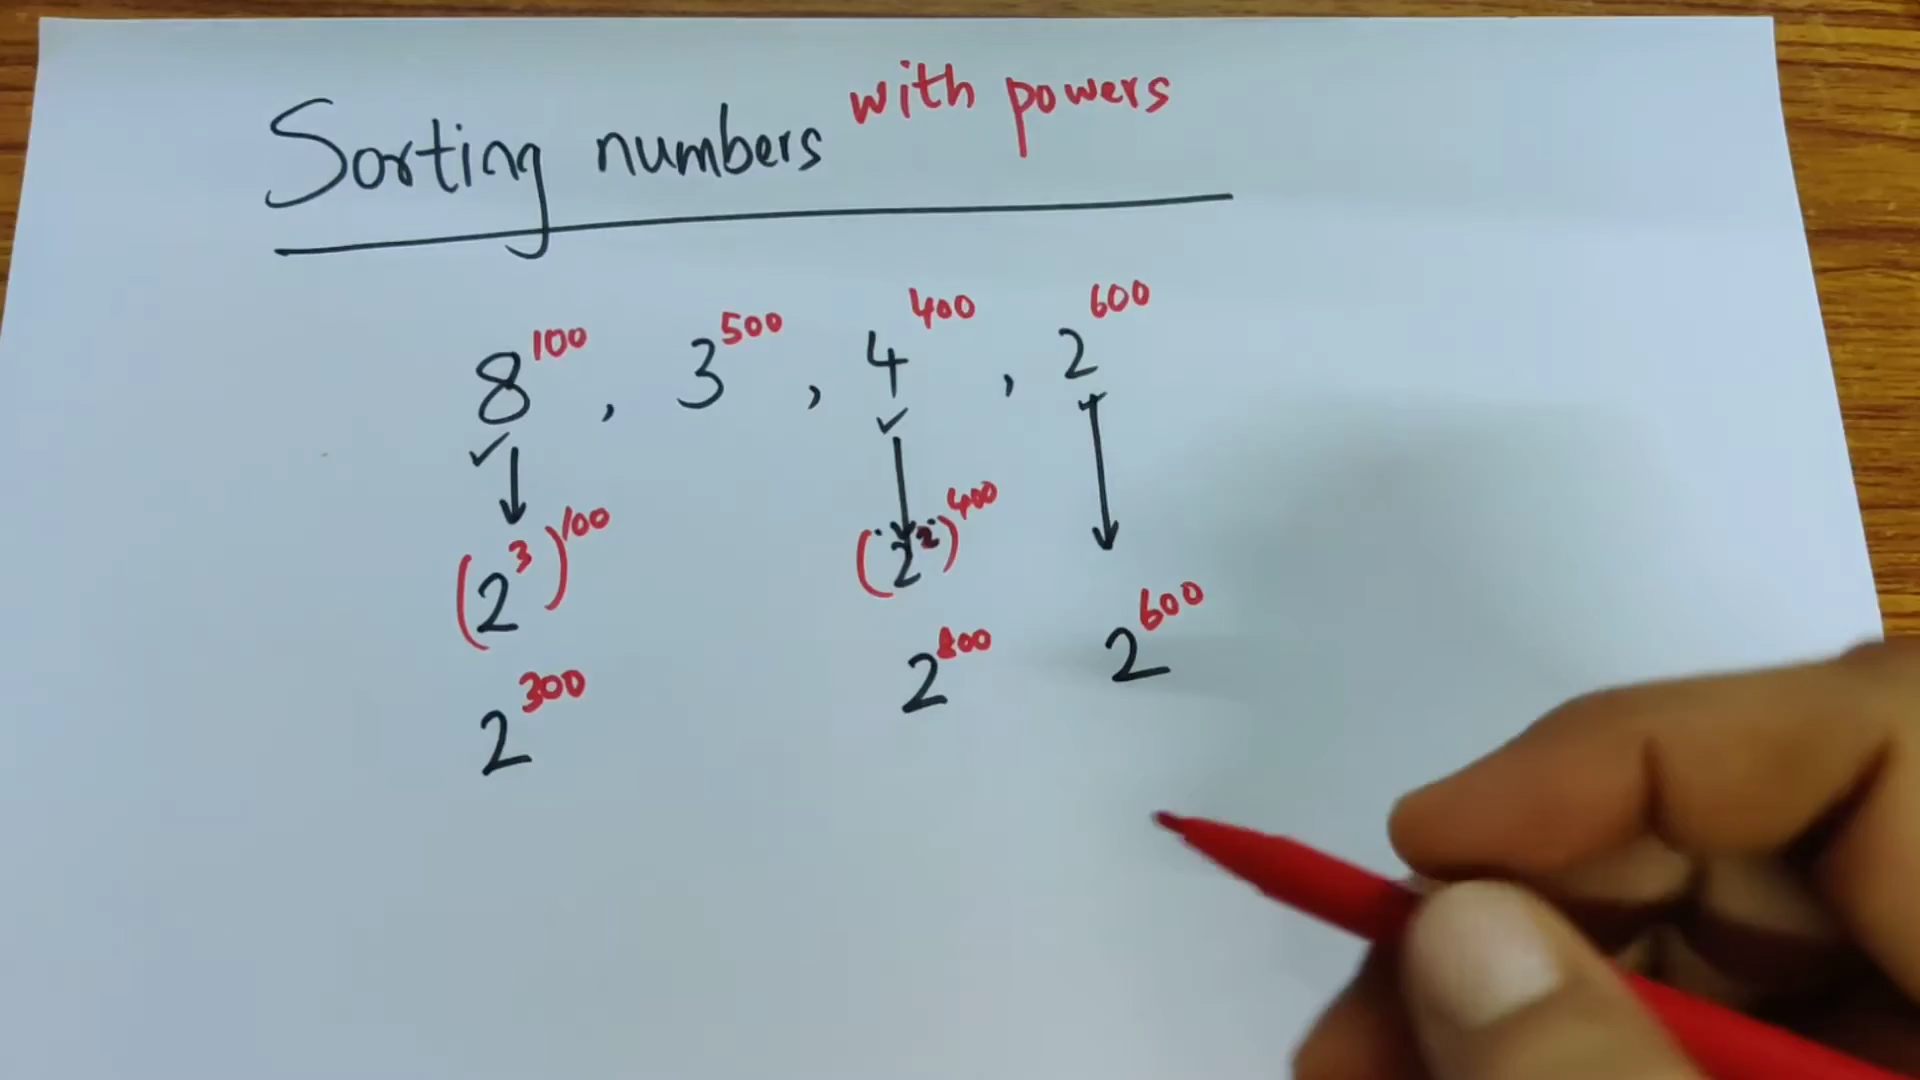 Sorting numbers with powers
8^100 , 3^500 , 4^400 , 2^600
(2^3)^100 (2^2)^400
2^300 2^800 2^600